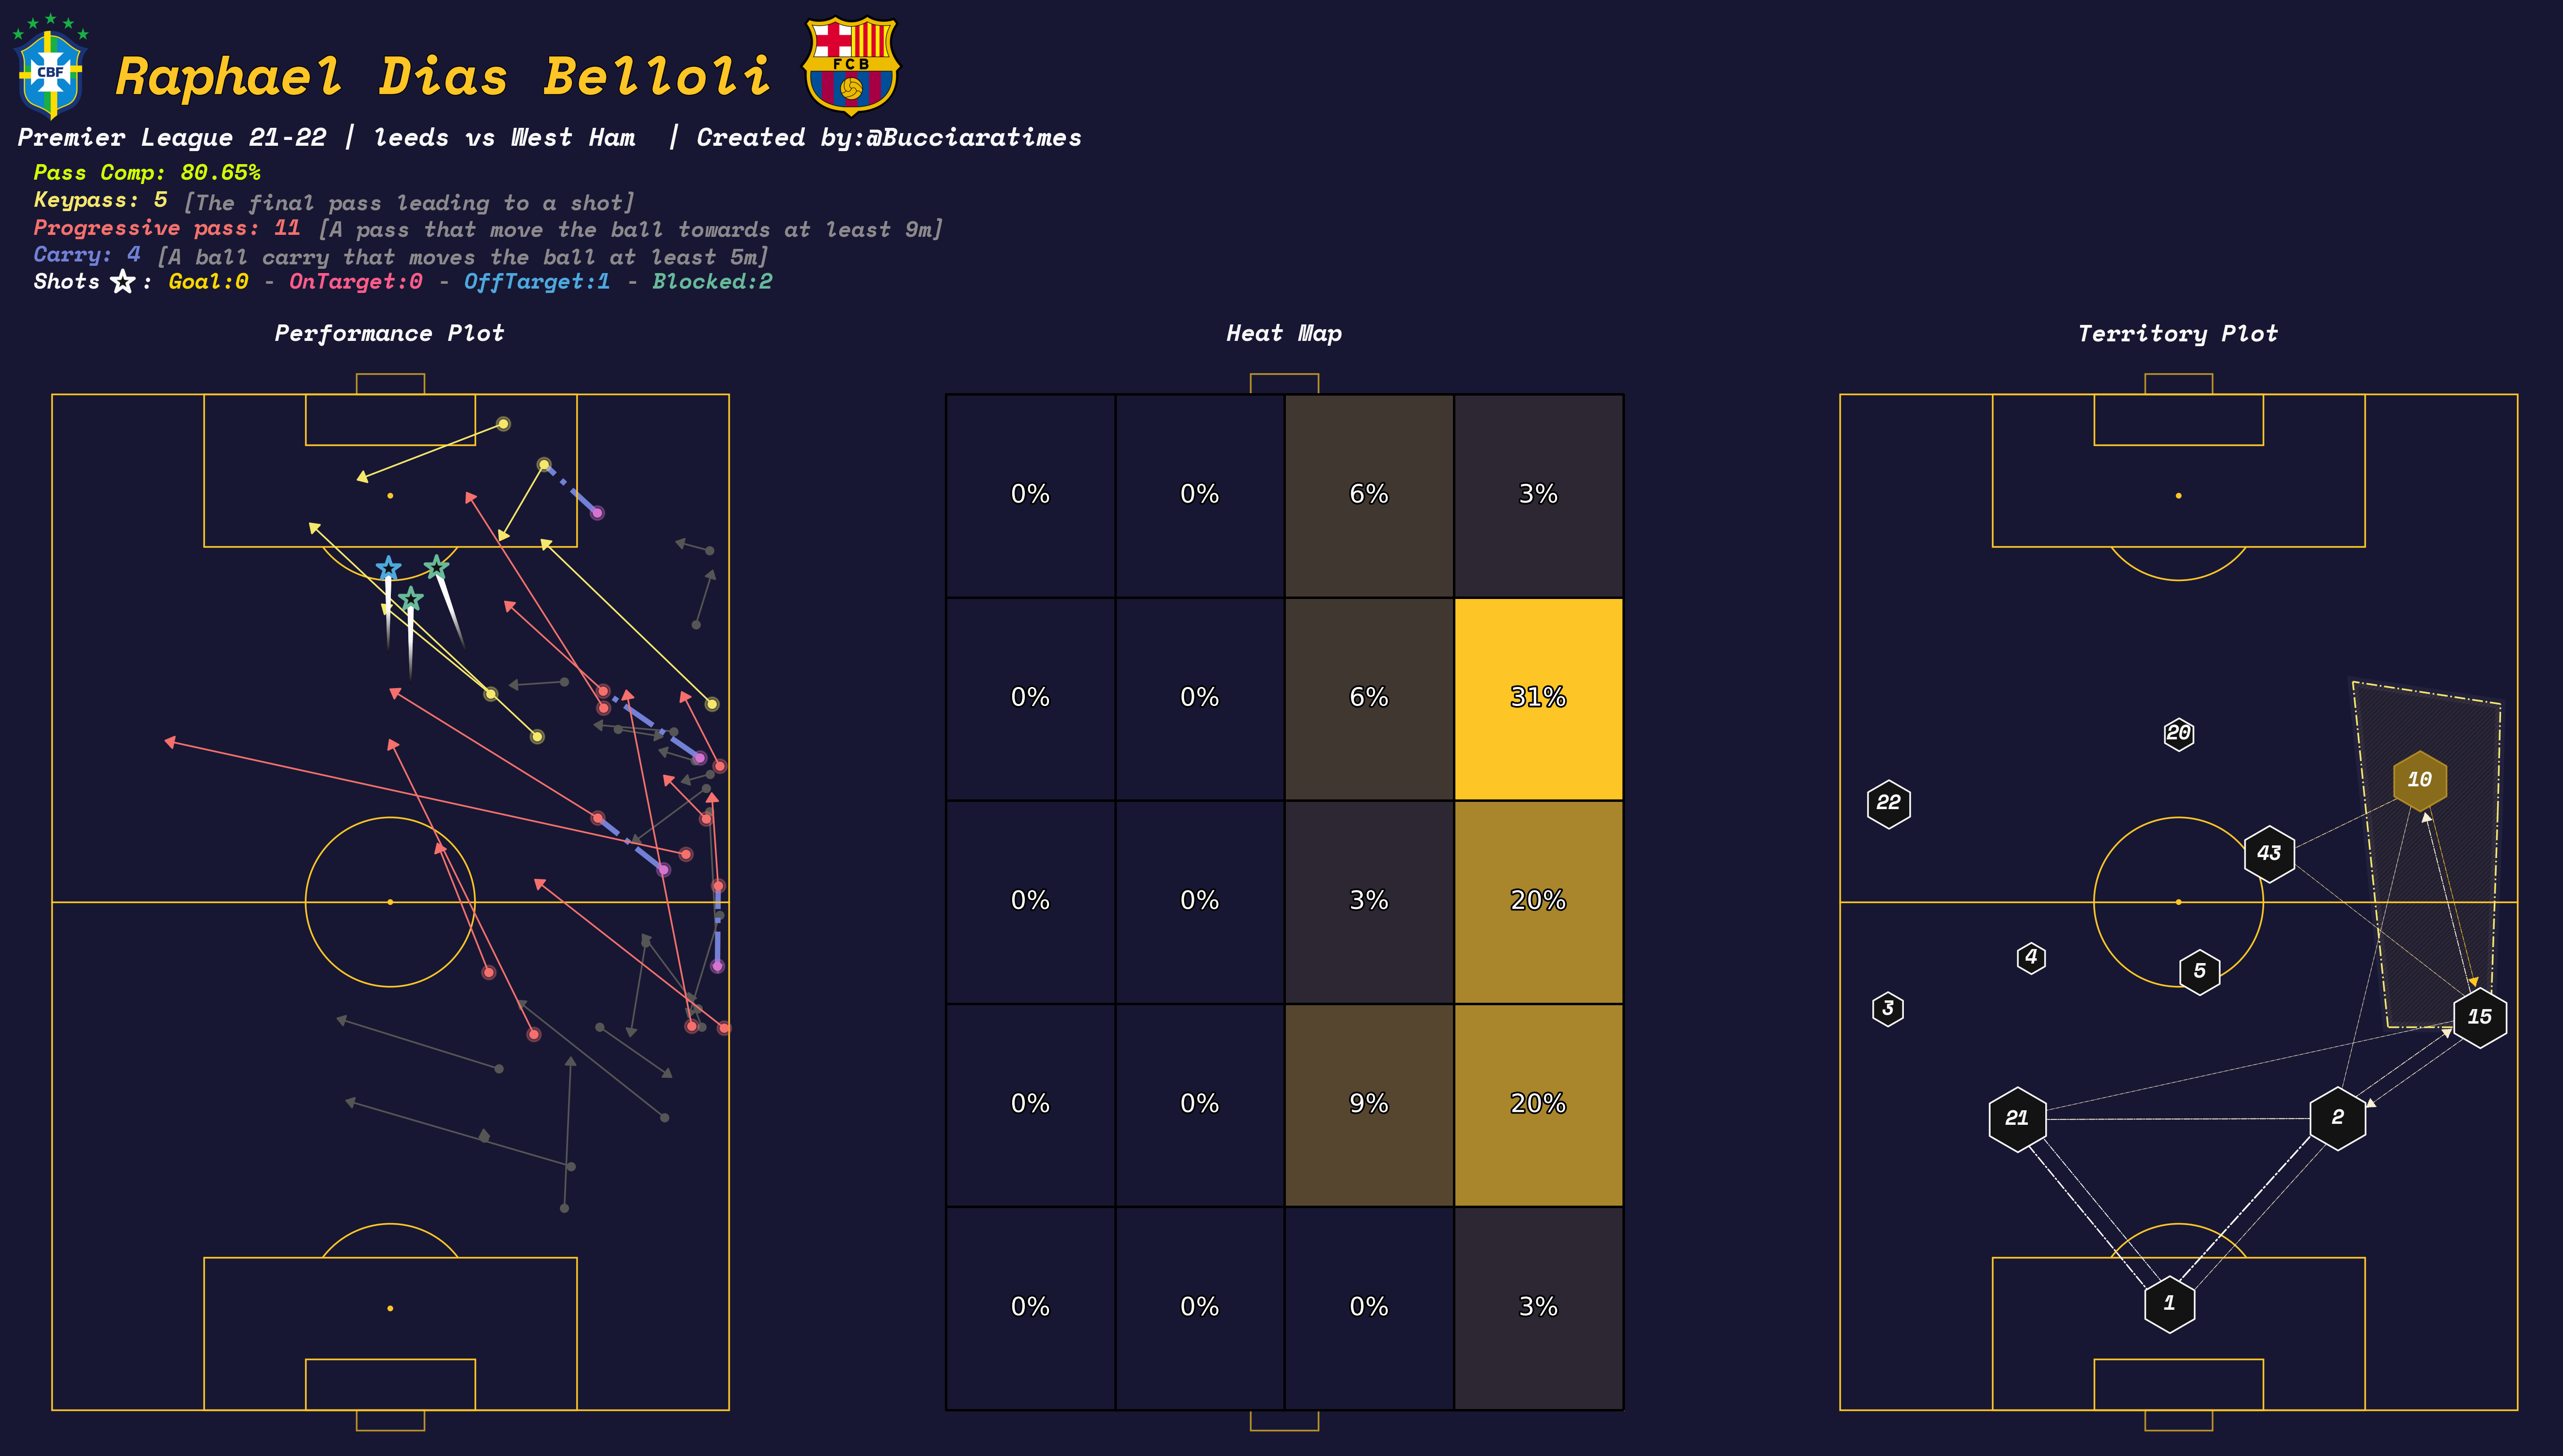 CBF
Raphael Dias Belloli
FCB
Premier League 21-22 | leeds vs West Ham | Created by:@Bucciaratimes
Pass Comp: 80.65%
Keypass: 5 [The final pass leading to a shot]
Progressive pass: 11 [A pass that move the ball towards at least 9m]
Carry: 4 [A ball carry that moves the ball at least 5m]
Shots : Goal:0 - OnTarget:0 - OffTarget:1 - Blocked:2
Performance Plot
Heat Map
0% 0% 6% 3%
0% 0% 6% 31%
0% 0% 3% 20%
0% 0% 9% 20%
0% 0% 0% 3%
Territory Plot
20
10
22
43
4
5
3
15
21
2
1